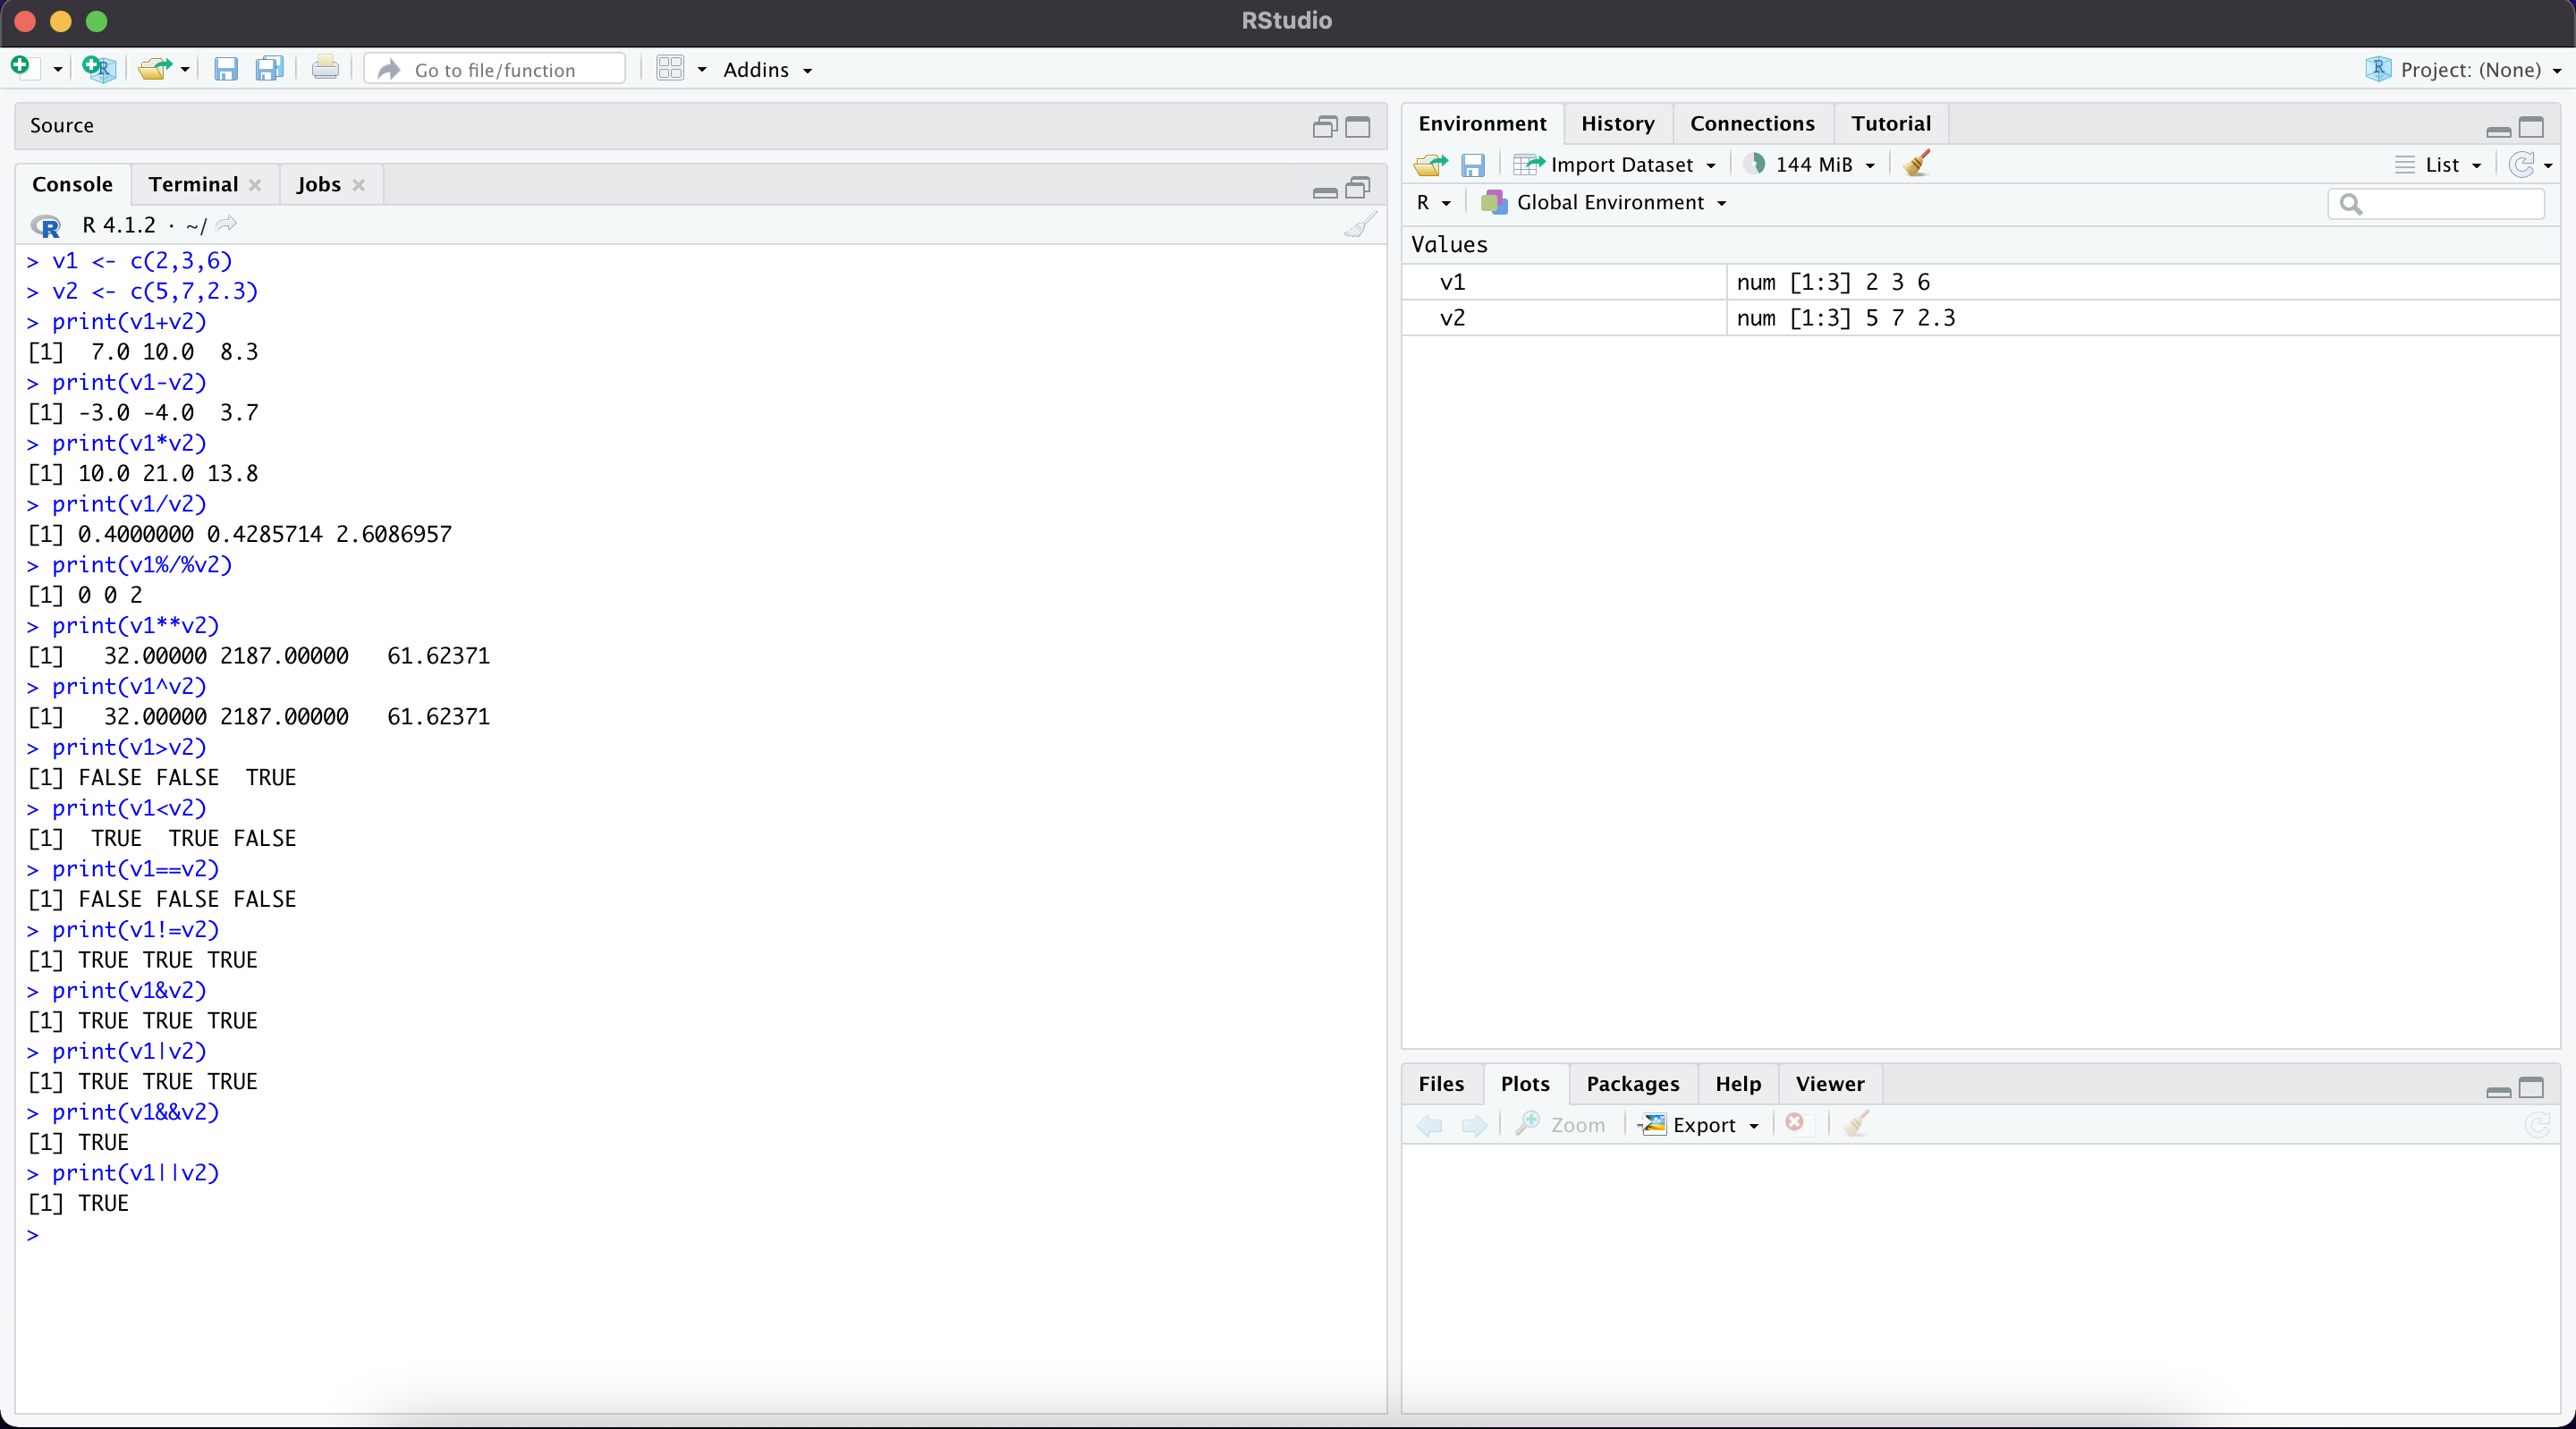 RStudio
Go to file/function
Addins
Project: (None)
Source
Console Terminal Jobs
R 4.1.2 · ~/
> v1 <- c(2,3,6)
> v2 <- c(5,7,2.3)
> print(v1+v2)
[1]  7.0 10.0  8.3
> print(v1-v2)
[1] -3.0 -4.0  3.7
> print(v1*v2)
[1] 10.0 21.0 13.8
> print(v1/v2)
[1] 0.4000000 0.4285714 2.6086957
> print(v1%/%v2)
[1] 0 0 2
> print(v1**v2)
[1]   32.00000 2187.00000   61.62371
> print(v1^v2)
[1]   32.00000 2187.00000   61.62371
> print(v1>v2)
[1] FALSE FALSE  TRUE
> print(v1<v2)
[1]  TRUE  TRUE FALSE
> print(v1==v2)
[1] FALSE FALSE FALSE
> print(v1!=v2)
[1] TRUE TRUE TRUE
> print(v1&v2)
[1] TRUE TRUE TRUE
> print(v1|v2)
[1] TRUE TRUE TRUE
> print(v1&&v2)
[1] TRUE
> print(v1||v2)
[1] TRUE
>
Environment History Connections Tutorial
Import Dataset 144 MiB List
R Global Environment
Values
v1 num [1:3] 2 3 6
v2 num [1:3] 5 7 2.3
Files Plots Packages Help Viewer
Zoom Export